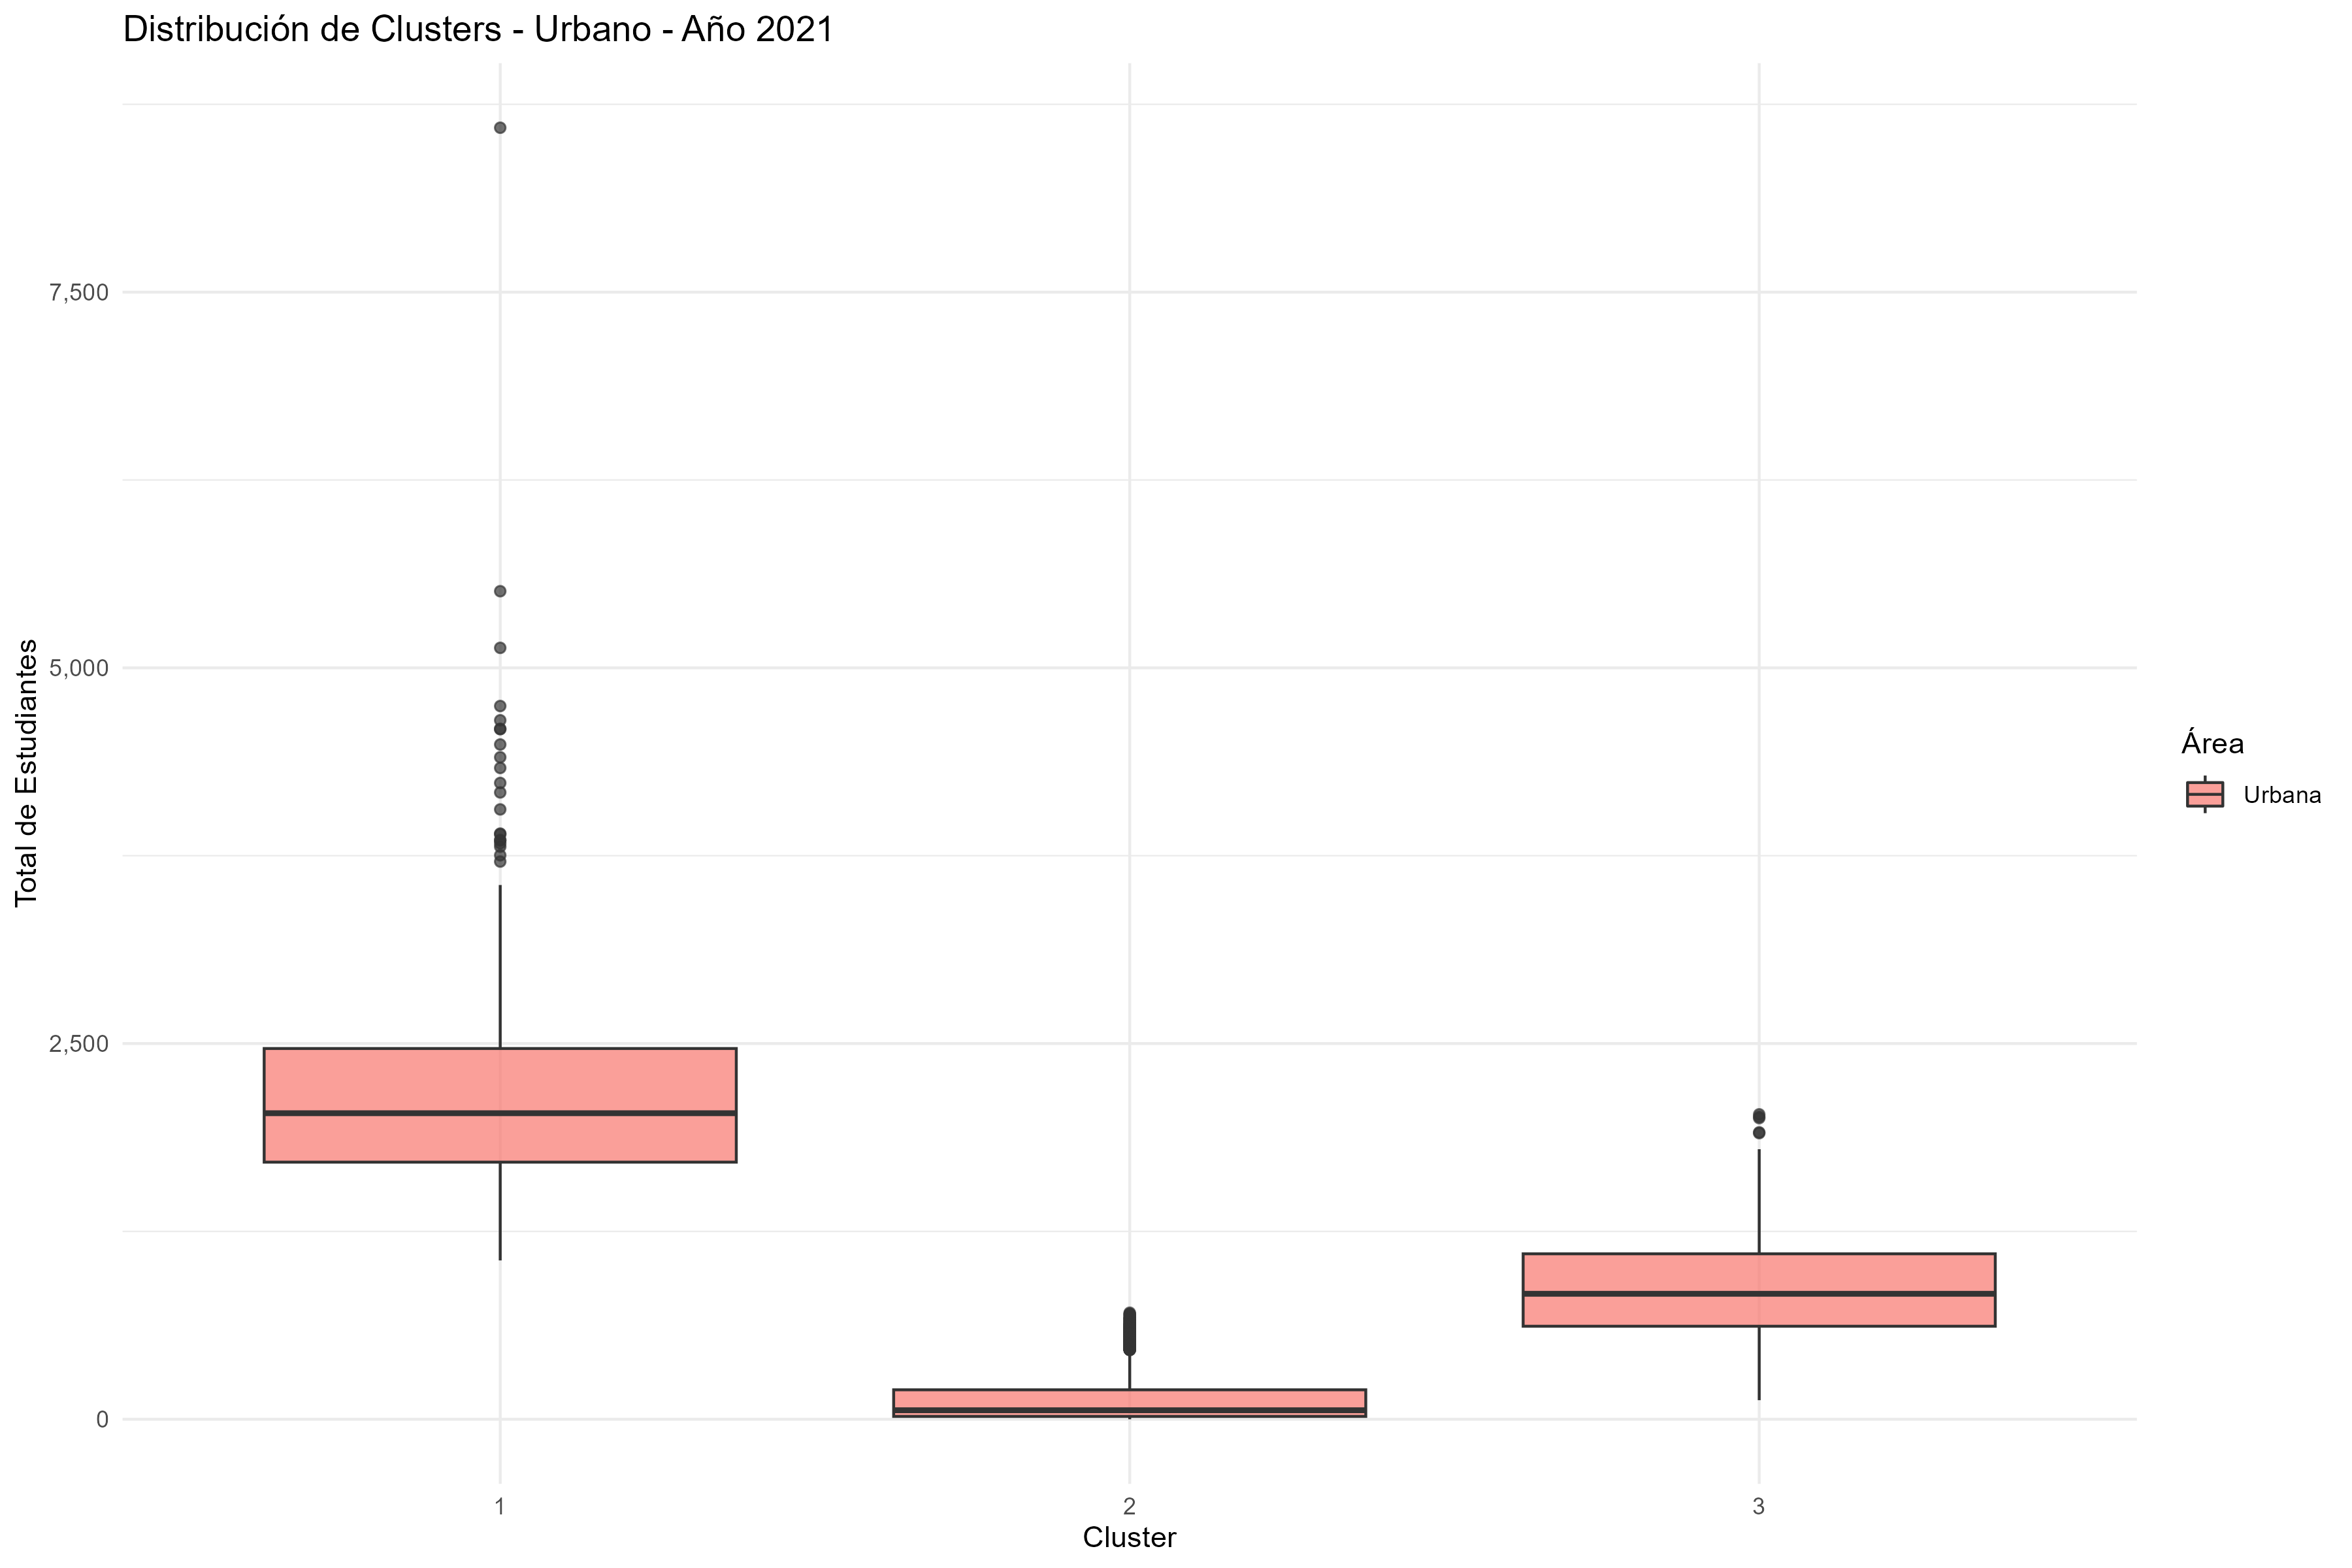 Distribución de Clusters - Urbano - Año 2021
Total de Estudiantes
7,500
5,000
2,500
0
1
2
3
Cluster
Área
Urbana